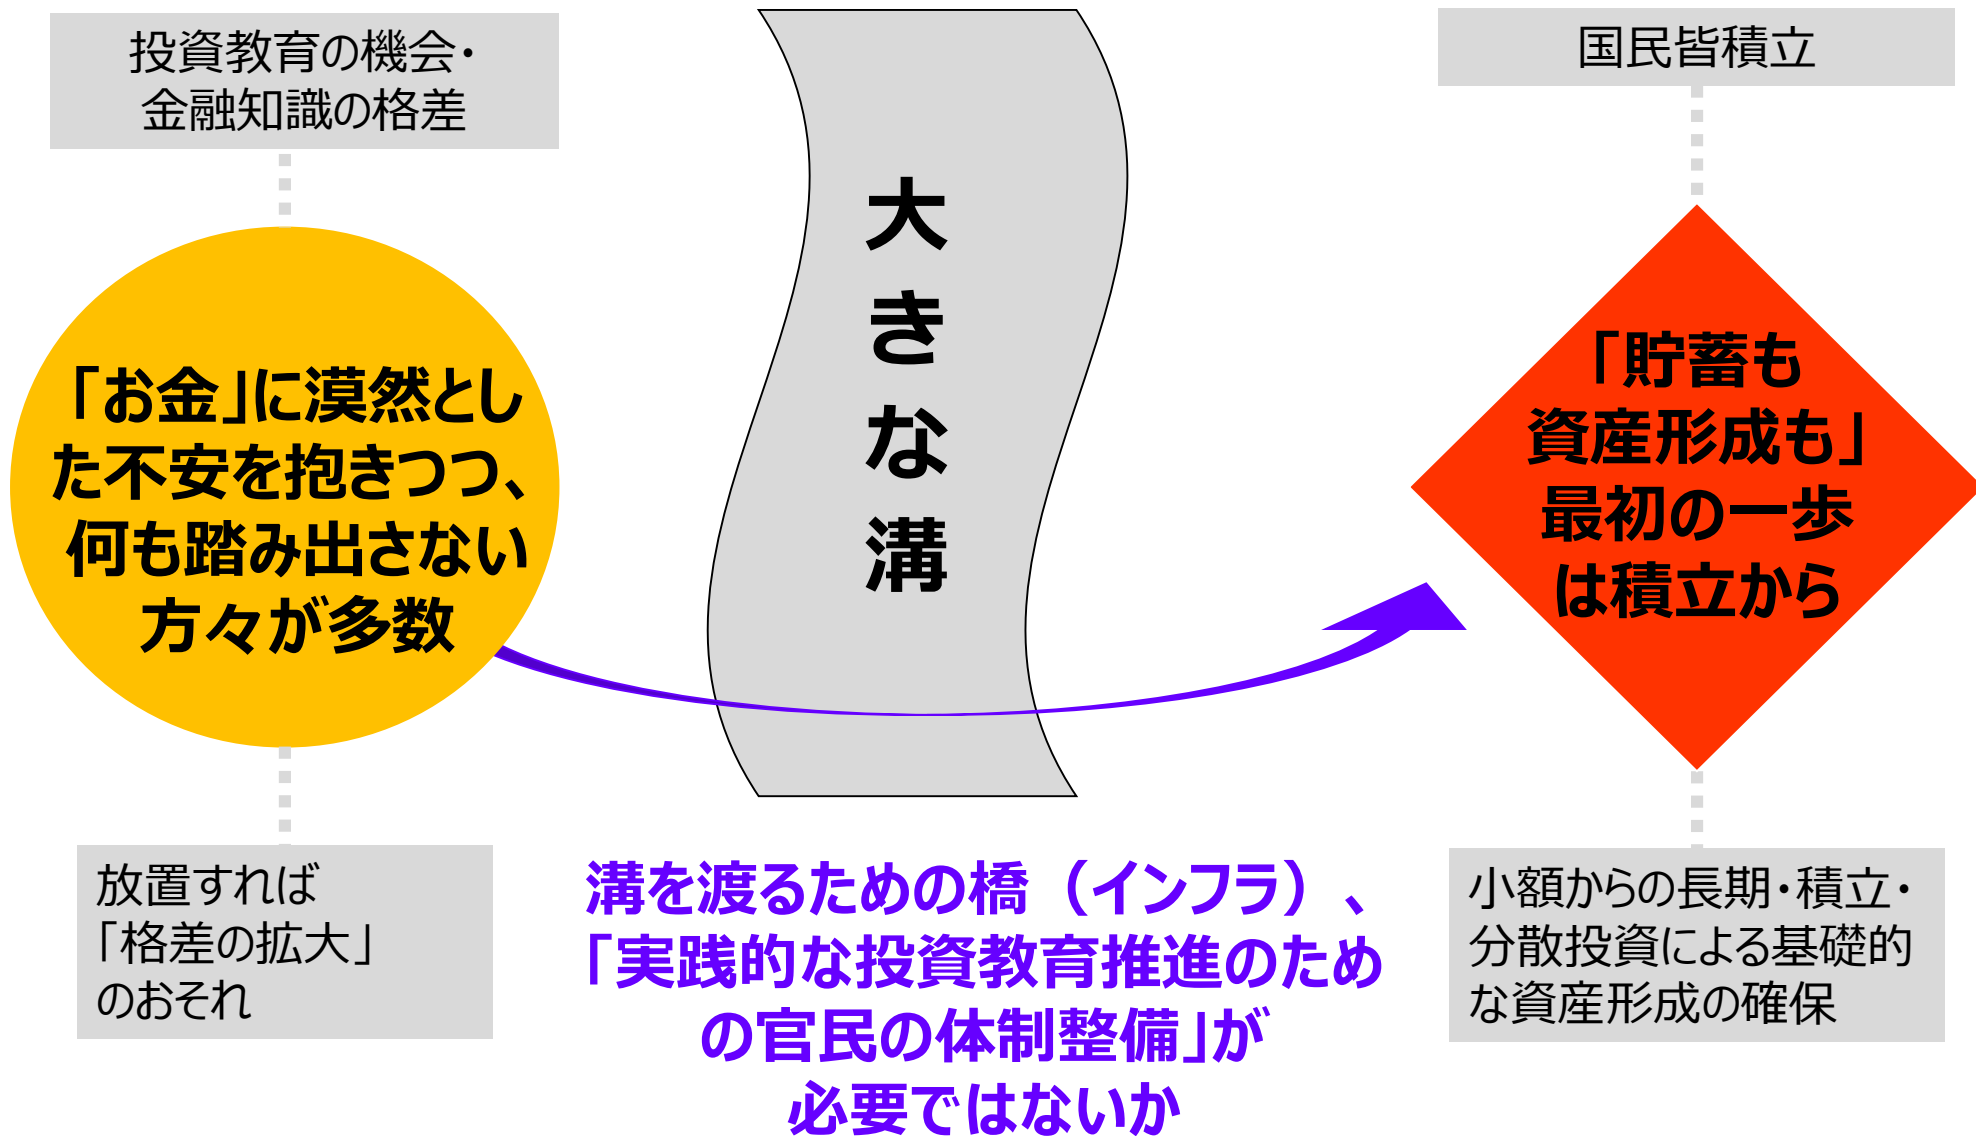 投資教育の機会・
金融知識の格差
「お金」に漠然とし
た不安を抱きつつ、
何も踏み出さない
方々が多数
放置すれば
「格差の拡大」
のおそれ
大
き
な
溝
溝を渡るための橋（インフラ）、
「実践的な投資教育推進のため
の官民の体制整備」が
必要ではないか
国民皆積立
「貯蓄も
資産形成も」
最初の一歩
は積立から
小額からの長期・積立・
分散投資による基礎的
な資産形成の確保